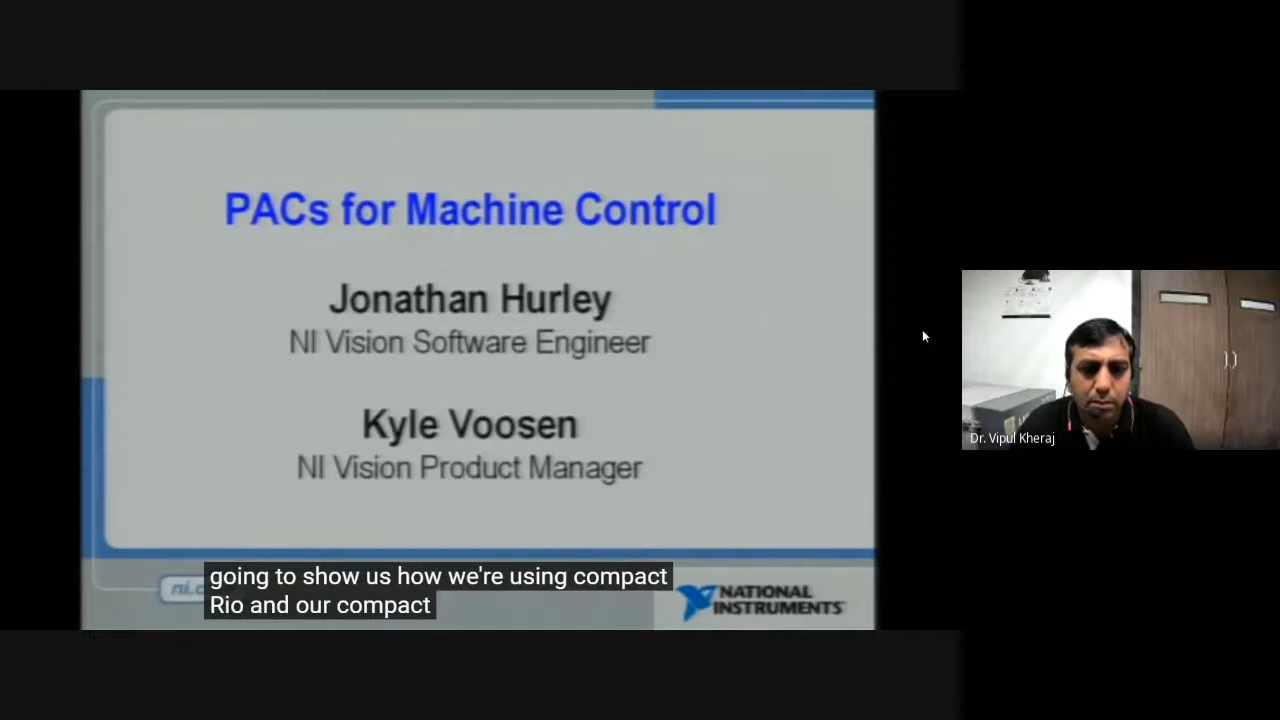 PACs for Machine Control
Jonathan Hurley
NI Vision Software Engineer
Kyle Voosen
NI Vision Product Manager
going to show us how we're using compact
Rio and our compact
NATIONAL
INSTRUMENTS
Dr. Vipul Kheraj